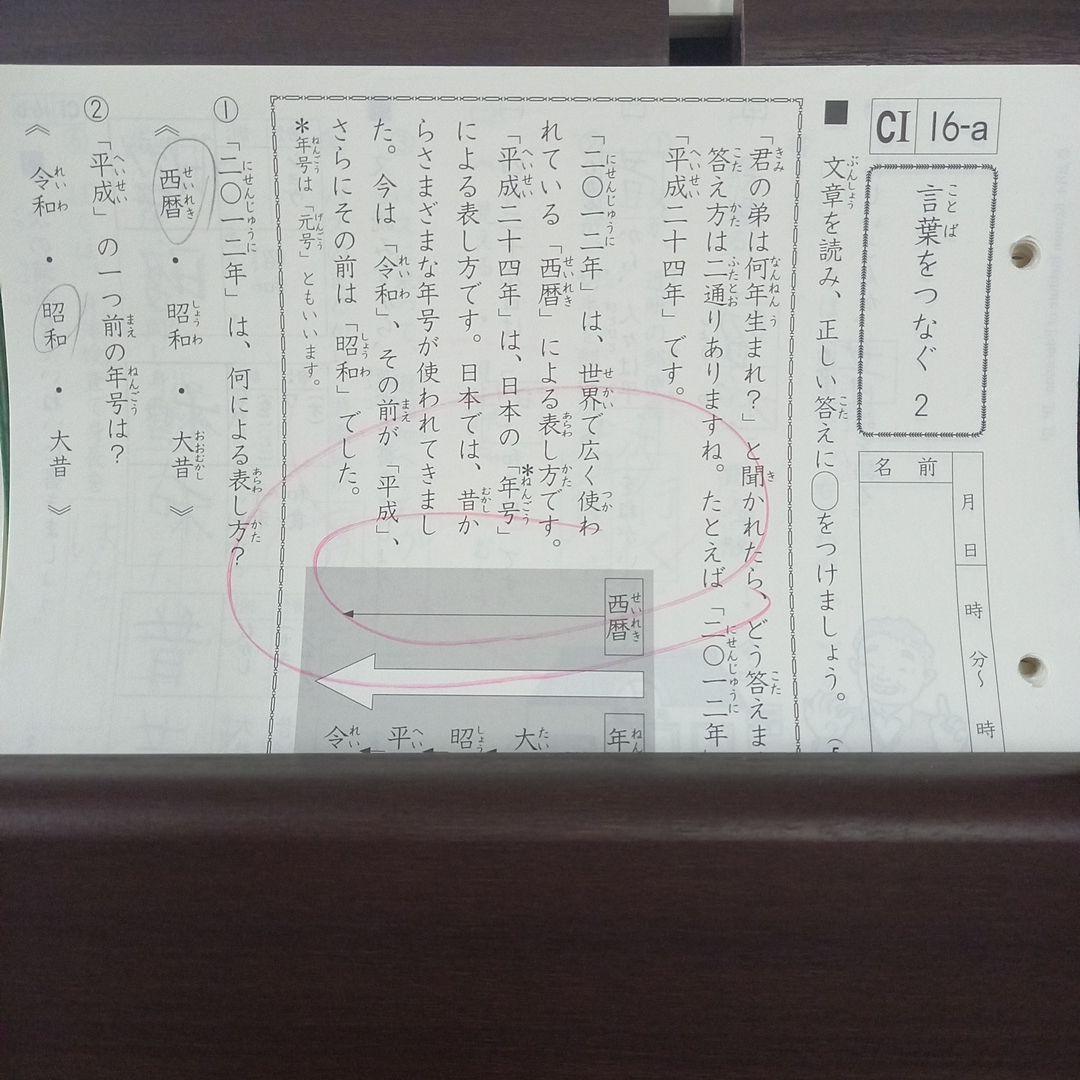 CI 16-a
言葉をつなぐ 2
月 日 時 分〜 時
名前
■ 文章を読み、正しい答えに◯をつけましょう。
「君の弟は何年生まれ?」と聞かれたら、どう答えま
答え方は二通りありますね。たとえば「二〇一二年
「平成二十四年」です。
「二〇一二年」は、世界で広く使わ
れている「西暦」による表し方です。
「平成二十四年」は、日本の「年号」
による表し方です。日本では、昔か
らさまざまな年号が使われてきまし
た。今は「令和」、その前が「平成」、
さらにその前は「昭和」でした。
*年号は「元号」ともいいます。
西暦
年
大
昭
平
令
① 「二〇一二年」は、何による表し方?
《 西暦 ・ 昭和 ・ 大昔 》
② 「平成」の一つ前の年号は?
《 令和 ・ 昭和 ・ 大昔 》